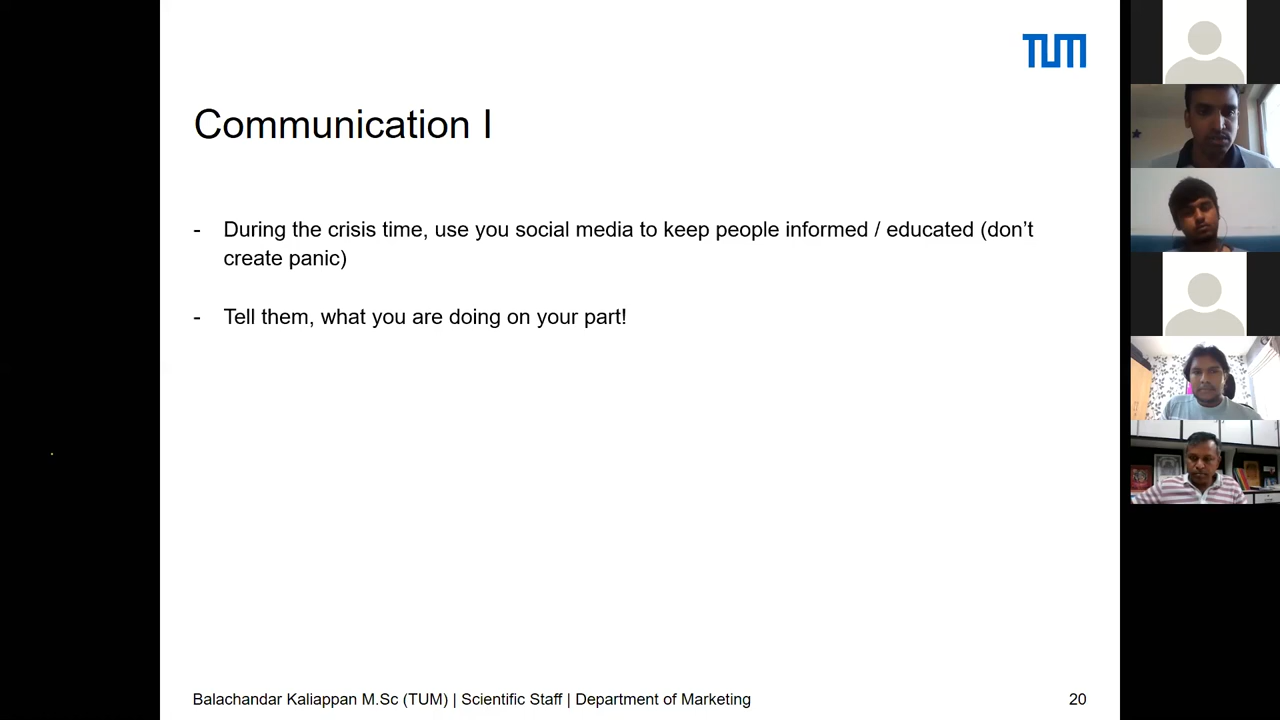 TUM
Communication I
- During the crisis time, use you social media to keep people informed / educated (don't
create panic)
- Tell them, what you are doing on your part!
Balachandar Kaliappan M.Sc (TUM) | Scientific Staff | Department of Marketing
20